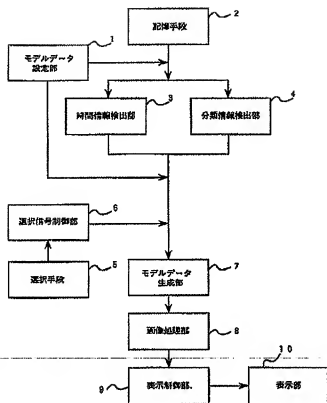 2
記憶手段
1
モデルデータ
設定部
3
時間情報検出部
4
分類情報検出部
6
選択信号制御部
5
選択手段
7
モデルデータ
生成部
画像処理部
8
10
9
表示制御部
表示部